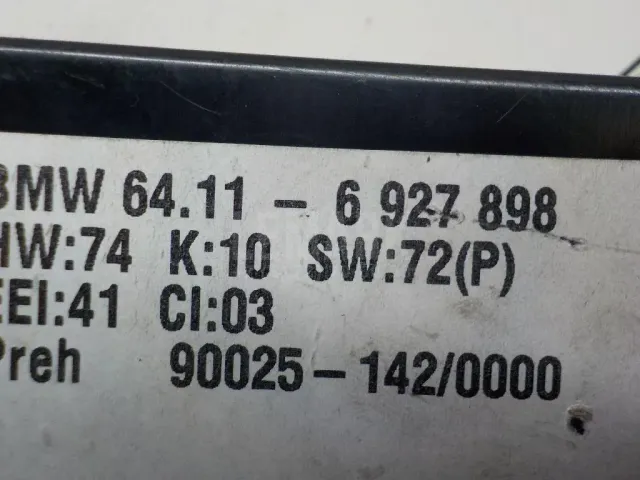 BMW 64.11 - 6 927 898
HW:74 K:10 SW:72(P)
EEI:41 CI:03
Preh 90025-142/0000